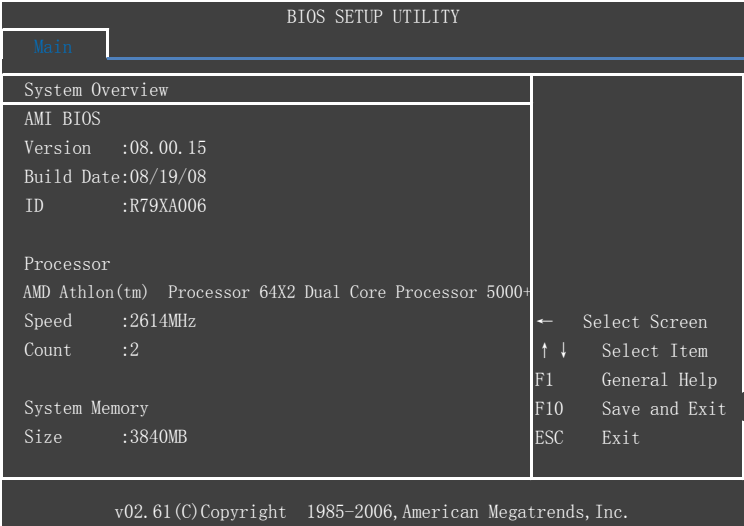 BIOS SETUP UTILITY
Main
System Overview
AMI BIOS
Version :08.00.15
Build Date:08/19/08
ID :R79XA006
Processor
AMD Athlon(tm) Processor 64X2 Dual Core Processor 5000+
Speed :2614MHz
Count :2
System Memory
Size :3840MB
← Select Screen
↑↓ Select Item
F1 General Help
F10 Save and Exit
ESC Exit
v02.61(C)Copyright 1985-2006,American Megatrends,Inc.